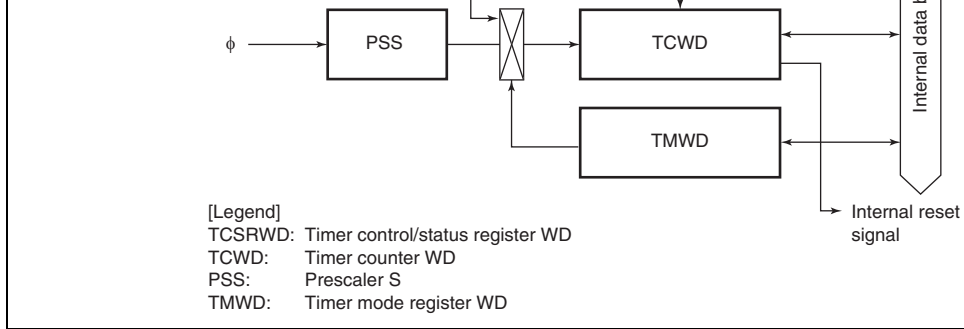 φ
PSS
TCWD
Internal data
TMWD
[Legend]
TCSRWD: Timer control/status register WD
TCWD: Timer counter WD
PSS: Prescaler S
TMWD: Timer mode register WD
Internal reset
signal